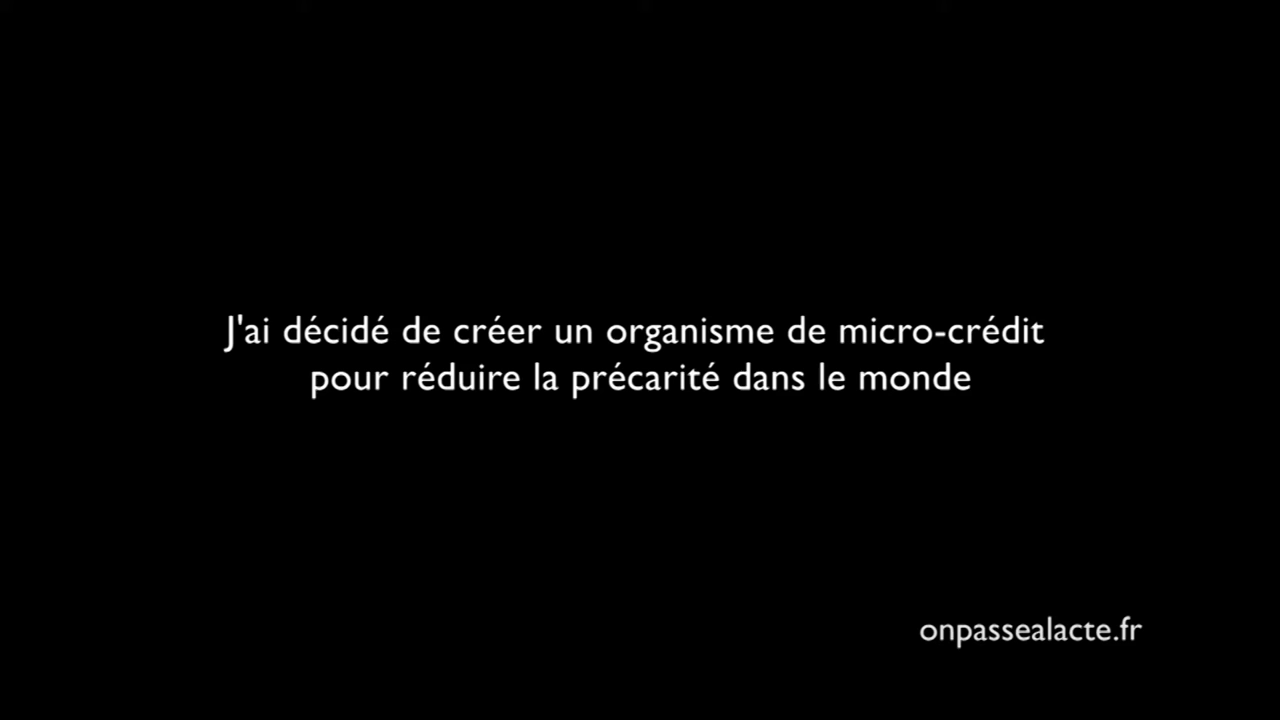 J'ai décidé de créer un organisme de micro-crédit
pour réduire la précarité dans le monde
onpassealacte.fr